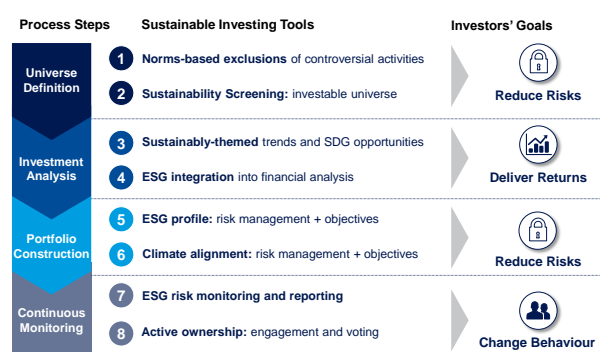 Process Steps
Sustainable Investing Tools
Investors' Goals
Universe
Definition
1
Norms-based exclusions of controversial activities
2
Sustainability Screening: investable universe
Reduce Risks
Investment
Analysis
3
Sustainably-themed trends and SDG opportunities
4
ESG integration into financial analysis
Deliver Returns
Portfolio
Construction
5
ESG profile: risk management + objectives
6
Climate alignment: risk management + objectives
Reduce Risks
Continuous
Monitoring
7
ESG risk monitoring and reporting
8
Active ownership: engagement and voting
Change Behaviour